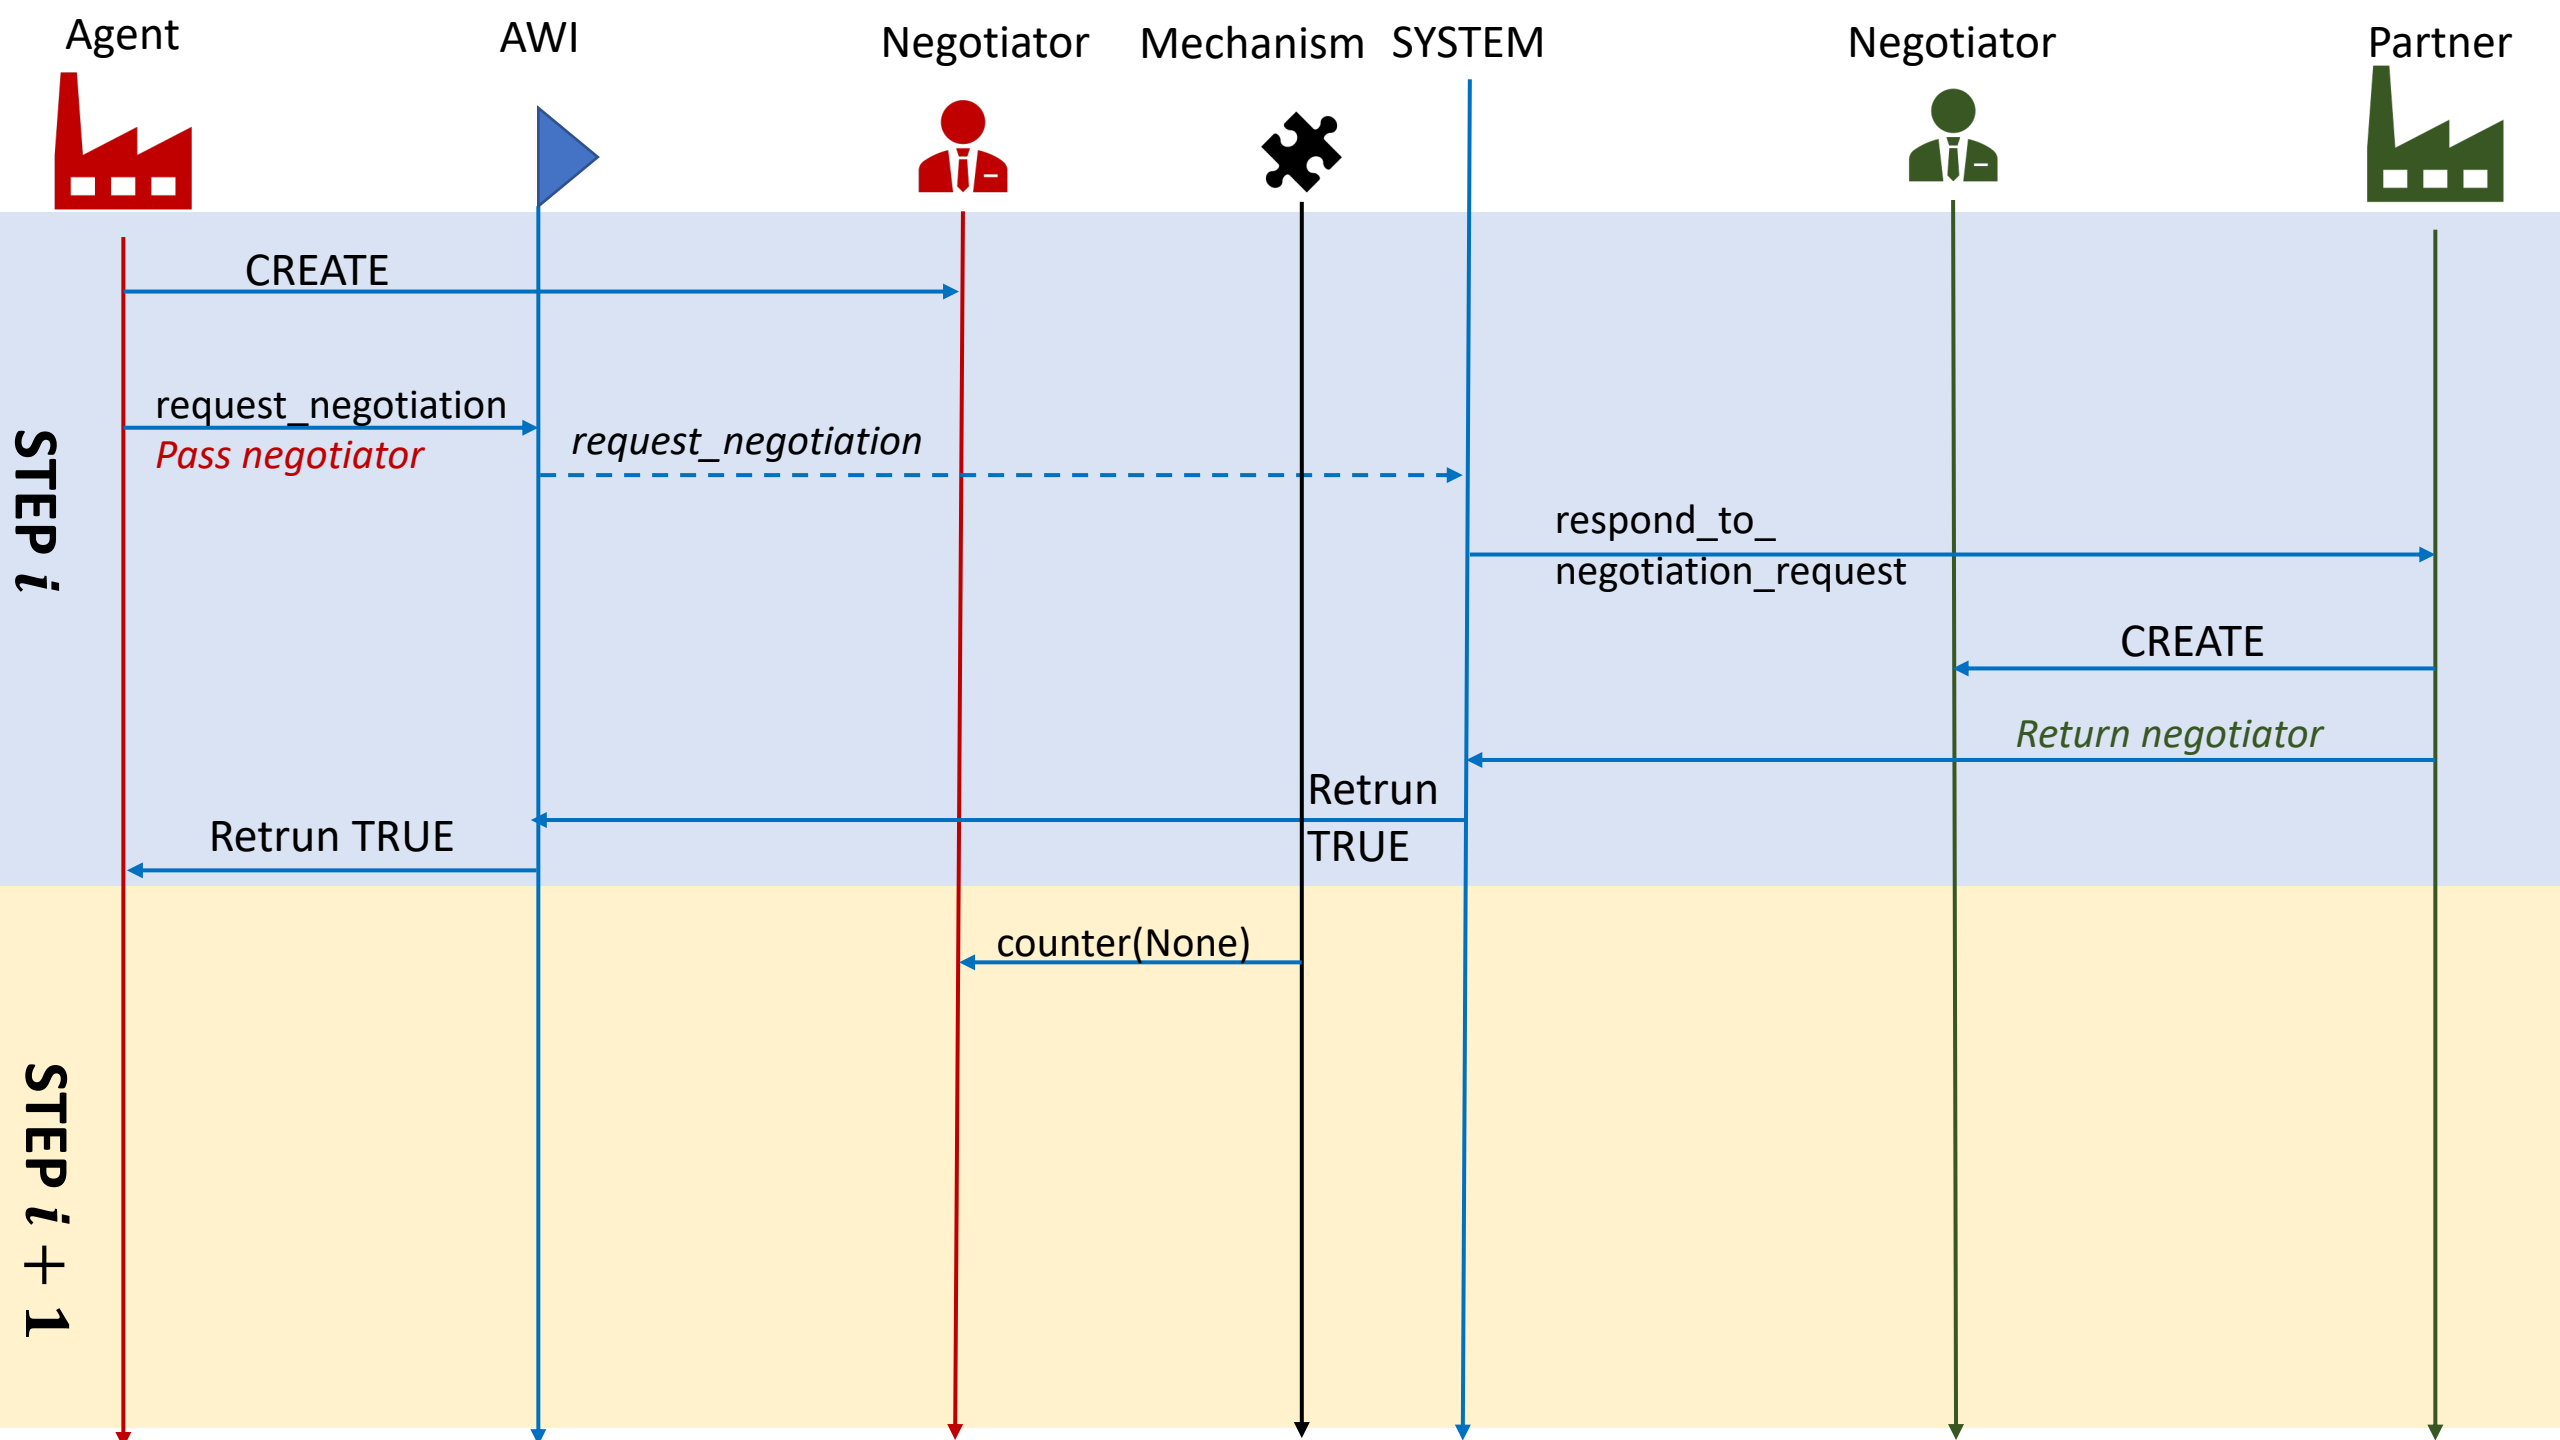 Agent
AWI
Negotiator
Mechanism
SYSTEM
Negotiator
Partner
STEP i
CREATE
request_negotiation
Pass negotiator
request_negotiation
respond_to_
negotiation_request
CREATE
Return negotiator
Retrun
TRUE
Retrun TRUE
STEP i + 1
counter(None)